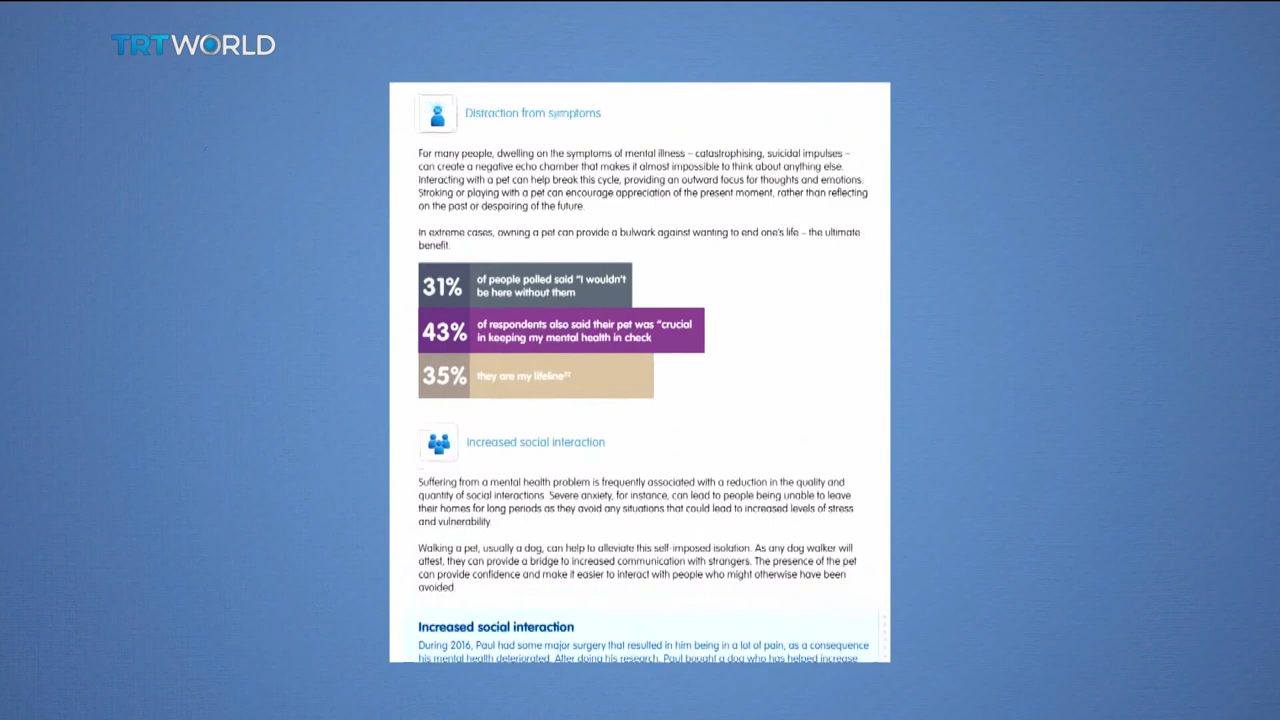 TRT WORLD
Distraction from symptoms
For many people, dwelling on the symptoms of mental illness – catastrophising, suicidal impulses –
can create a negative echo chamber that makes it almost impossible to think about anything else.
Interacting with a pet can help break this cycle, providing an outward focus for thoughts and emotions.
Stroking or playing with a pet can encourage appreciation of the present moment, rather than reflecting
on the past or despairing of the future.
In extreme cases, owning a pet can provide a bulwark against wanting to end one's life – the ultimate
benefit.
31% of people polled said "I wouldn't
be here without them
43% of respondents also said their pet was "crucial
in keeping my mental health in check
35% they are my lifeline"
Increased social interaction
Suffering from a mental health problem is frequently associated with a reduction in the quality and
quantity of social interactions. Severe anxiety, for instance, can lead to people being unable to leave
their homes for long periods as they avoid any situations that could lead to increased levels of stress
and vulnerability.
Walking a pet, usually a dog, can help to alleviate this self-imposed isolation. As any dog walker will
attest, they can provide a bridge to increased communication with strangers. The presence of the pet
can provide confidence and make it easier to interact with people who might otherwise have been
avoided.
Increased social interaction
During 2016, Paul had some major surgery that resulted in him being in a lot of pain, as a consequence
his mental health deteriorated. After doing his research, Paul bought a dog who has helped increase